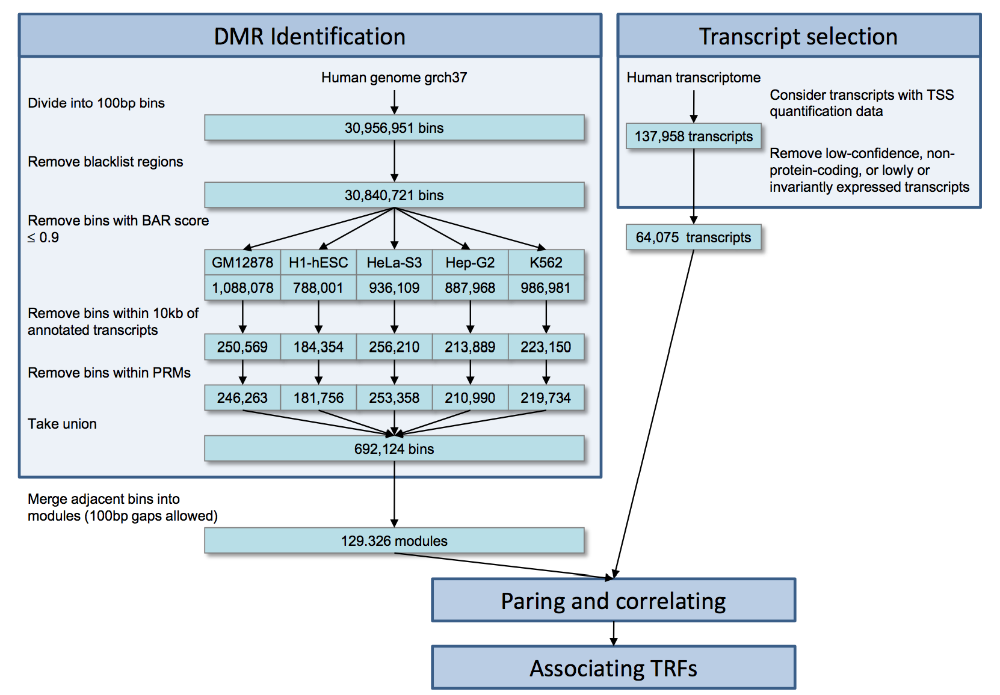 DMR Identification
Human genome grch37
Divide into 100bp bins
30,956,951 bins
Remove blacklist regions
30,840,721 bins
Remove bins with BAR score
≤ 0.9
GM12878 H1-hESC HeLa-S3 Hep-G2 K562
1,088,078 788,001 936,109 887,968 986,981
Remove bins within 10kb of
annotated transcripts
250,569 184,354 256,210 213,889 223,150
Remove bins within PRMs
246,263 181,756 253,358 210,990 219,734
Take union
692,124 bins
Merge adjacent bins into
modules (100bp gaps allowed)
129.326 modules
Transcript selection
Human transcriptome
Consider transcripts with TSS
quantification data
137,958 transcripts
Remove low-confidence, non-
protein-coding, or lowly or
invariantly expressed transcripts
64,075 transcripts
Paring and correlating
Associating TRFs